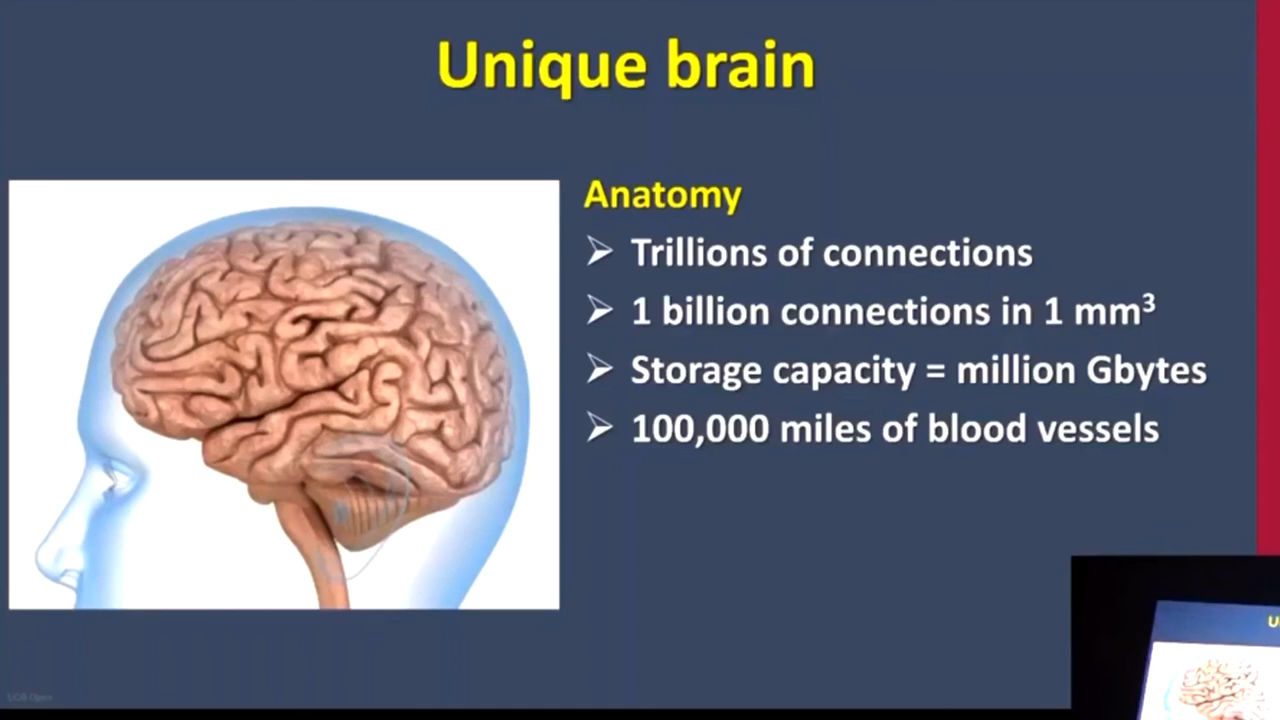 Unique brain
Anatomy
➢ Trillions of connections
➢ 1 billion connections in 1 mm³
➢ Storage capacity = million Gbytes
➢ 100,000 miles of blood vessels